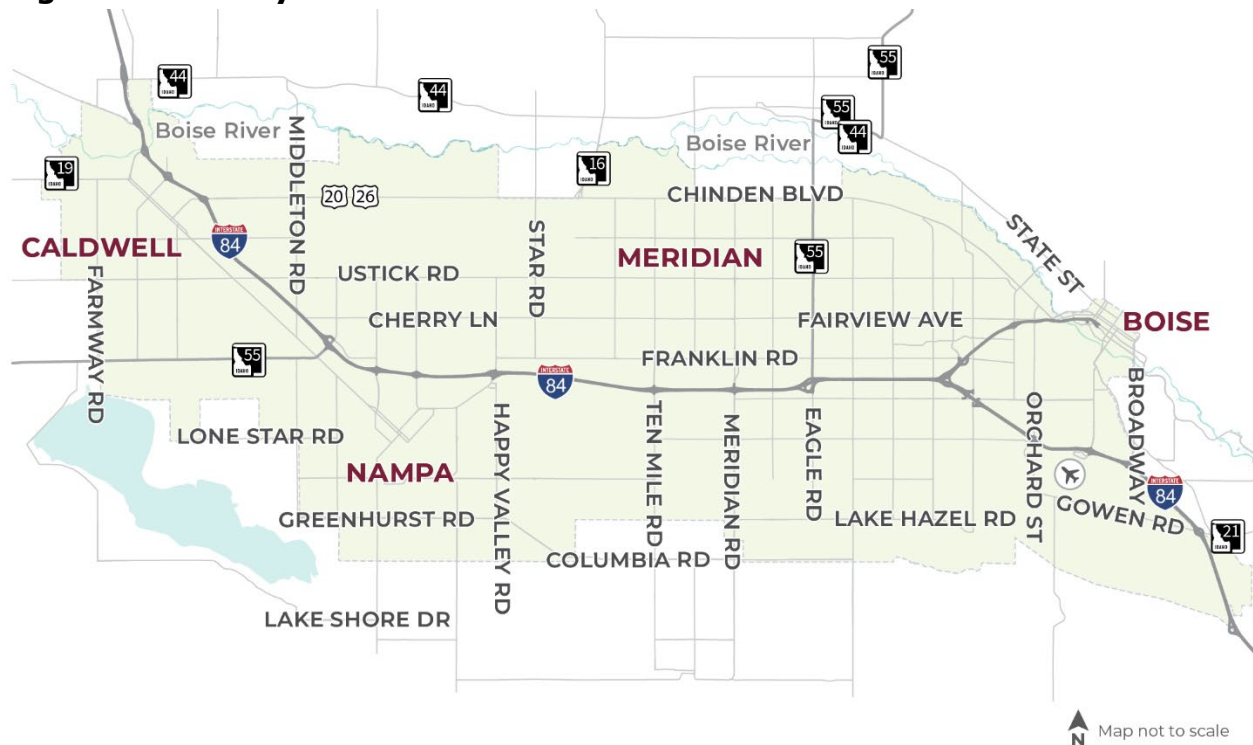 44
44
55
55
44
Boise River
Boise River
19
16
MIDDLETON RD
20 26
CHINDEN BLVD
STATE ST
CALDWELL
INTERSTATE
84
STAR RD
MERIDIAN
55
FARMWAY RD
USTICK RD
CHERRY LN
FAIRVIEW AVE
BOISE
55
FRANKLIN RD
INTERSTATE
84
BROADWAY
LONE STAR RD
HAPPY VALLEY RD
TEN MILE RD
MERIDIAN RD
EAGLE RD
ORCHARD ST
NAMPA
INTERSTATE
84
GREENHURST RD
LAKE HAZEL RD
GOWEN RD
21
COLUMBIA RD
LAKE SHORE DR
N
Map not to scale